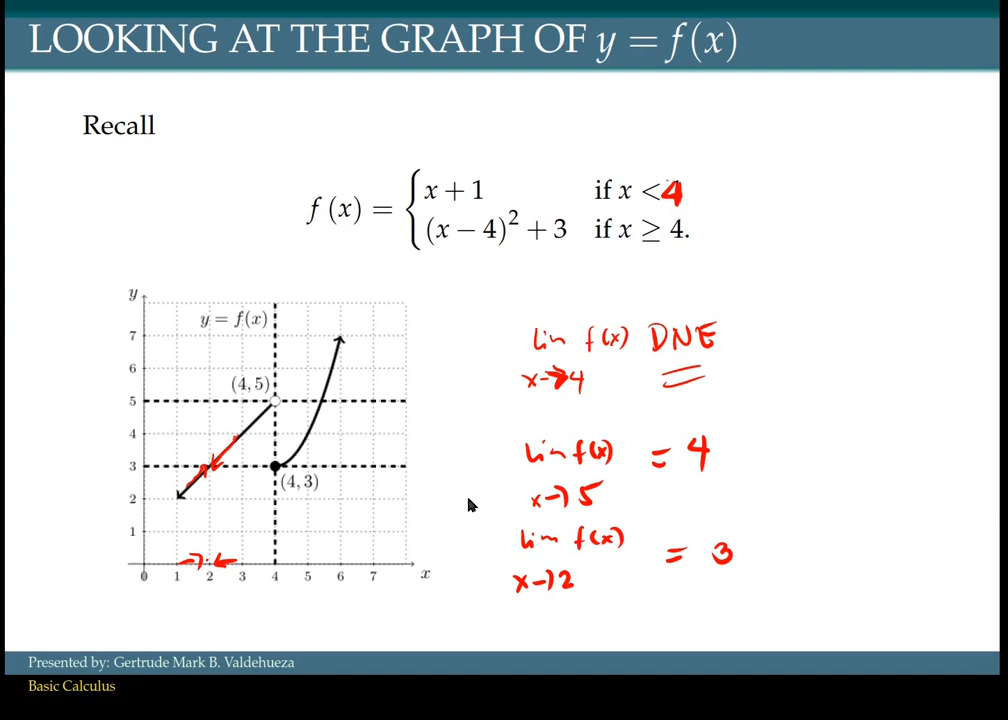 LOOKING AT THE GRAPH OF y = f(x)
Recall
f(x) = { x + 1 if x < 4
(x − 4)² + 3 if x ≥ 4.
y
y = f(x)
7
6
(4, 5)
5
4
3
(4, 3)
2
1
0 1 2 3 4 5 6 7 x
lim f(x) DNE
x→4
lim f(x) = 4
x→5
lim f(x) = 3
x→2
Presented by: Gertrude Mark B. Valdehueza
Basic Calculus